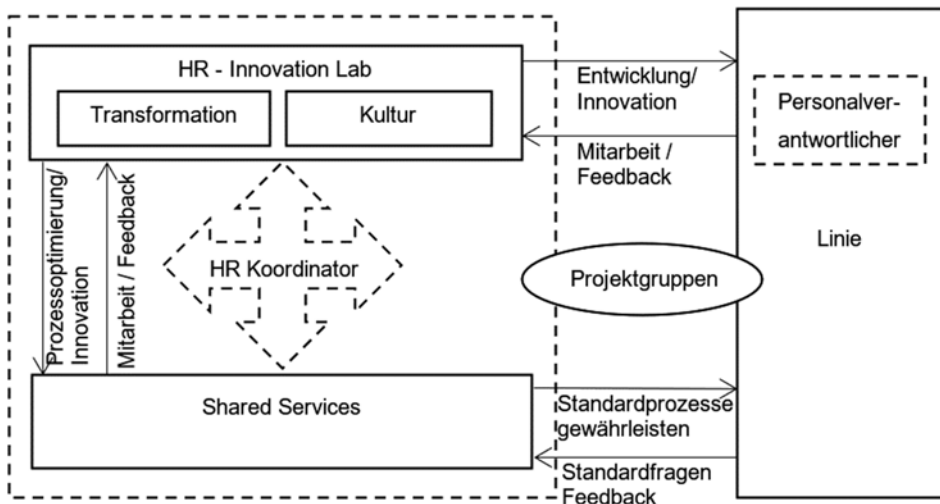 HR - Innovation Lab
Transformation
Kultur
Entwicklung/
Innovation
Mitarbeit /
Feedback
Personalver-
antwortlicher
Linie
Prozessoptimierung/
Innovation
Mitarbeit / Feedback
HR Koordinator
Projektgruppen
Shared Services
Standardprozesse
gewährleisten
Standardfragen
Feedback